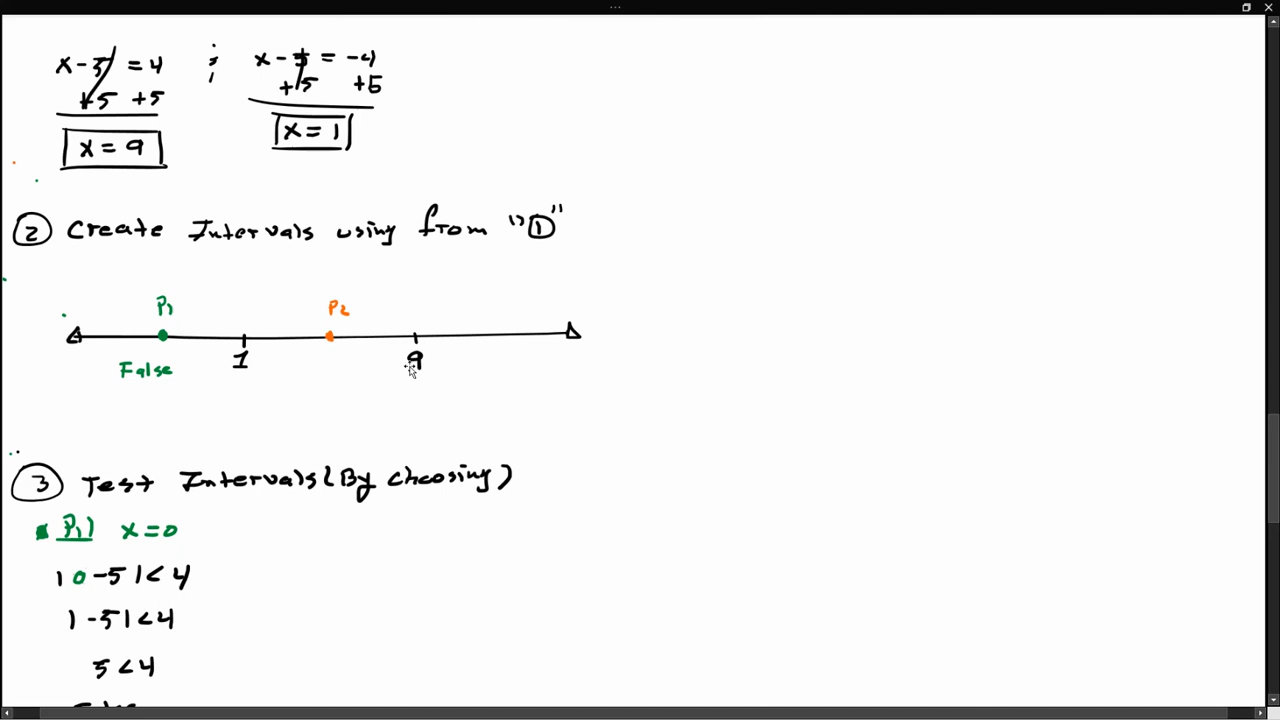 x - 5 = 4 ; x - 5 = -4
+5 +5 +5 +5
x = 9 x = 1
② Create Intervals using from "①"
P1 P2
False 1 9
③ Test Intervals (By choosing)
P1) x = 0
|0 - 5| < 4
|-5| < 4
5 < 4